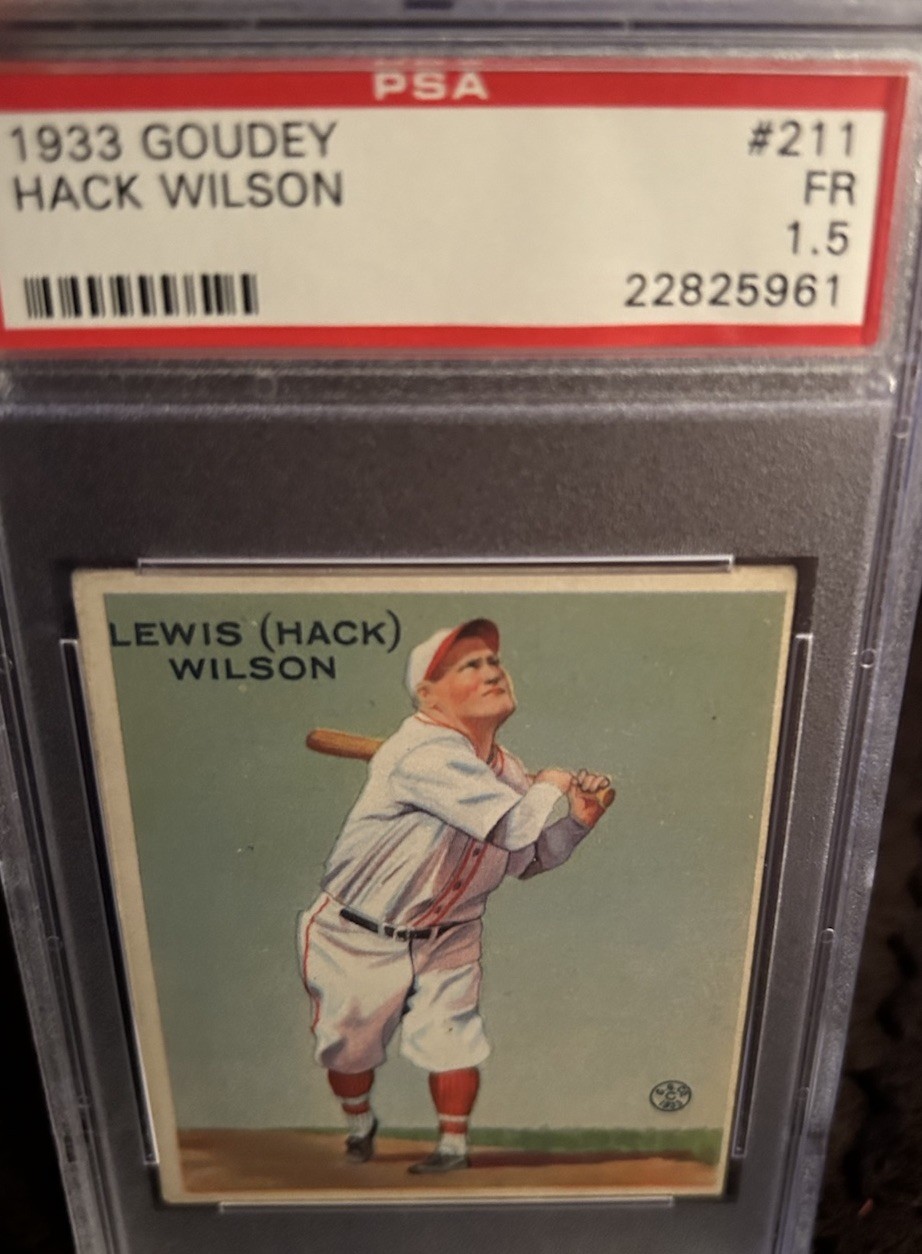 PSA
1933 GOUDEY #211
HACK WILSON FR
1.5
22825961
LEWIS (HACK)
WILSON